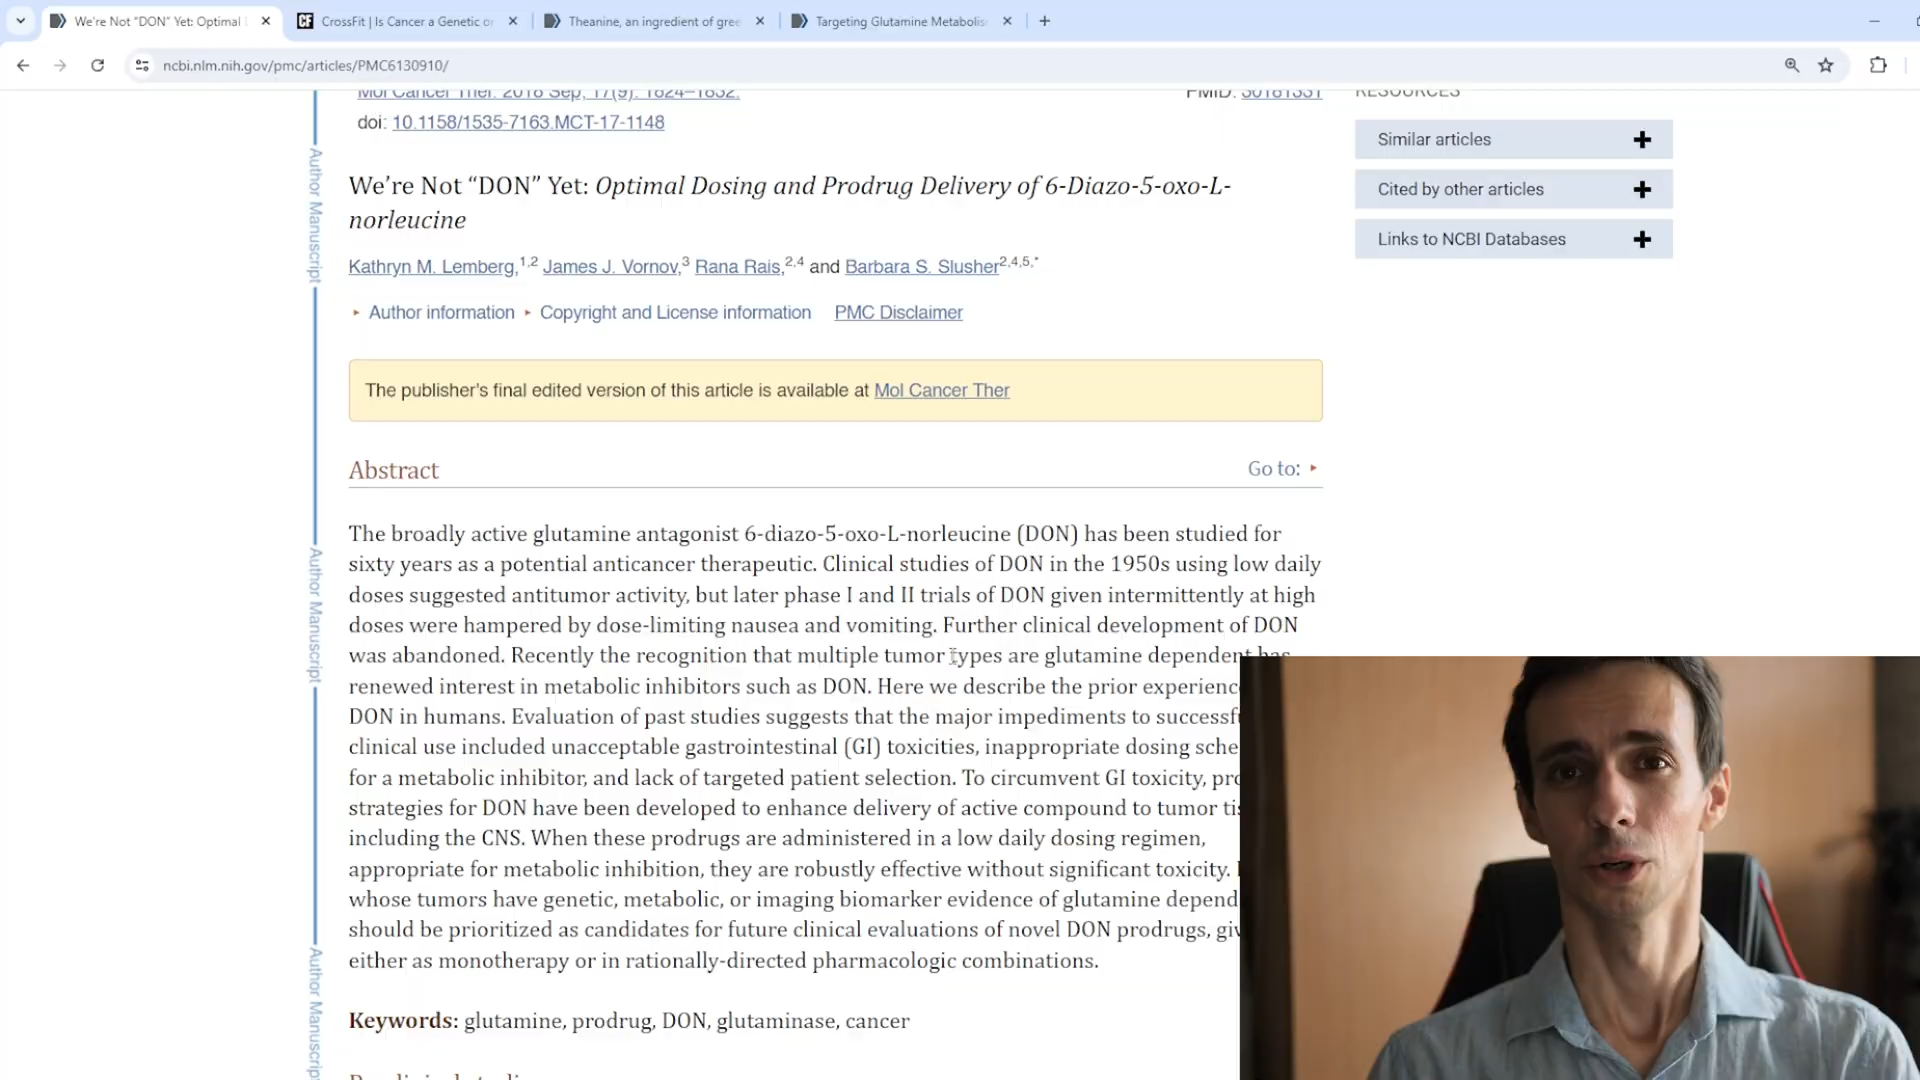 We're Not "DON" Yet: Optimal
CrossFit | Is Cancer a Genetic or
Theanine, an ingredient of gree
Targeting Glutamine Metabolis
ncbi.nlm.nih.gov/pmc/articles/PMC6130910/
Mol Cancer Ther. 2018 Sep; 17(9): 1824–1832.
PMID: 30181331
RESOURCES
doi: 10.1158/1535-7163.MCT-17-1148
Similar articles
Cited by other articles
Links to NCBI Databases
We're Not “DON” Yet: Optimal Dosing and Prodrug Delivery of 6-Diazo-5-oxo-L-
norleucine
Kathryn M. Lemberg,1,2 James J. Vornov,3 Rana Rais,2,4 and Barbara S. Slusher2,4,5,*
Author information Copyright and License information PMC Disclaimer
The publisher's final edited version of this article is available at Mol Cancer Ther
Abstract
Go to:
The broadly active glutamine antagonist 6-diazo-5-oxo-L-norleucine (DON) has been studied for
sixty years as a potential anticancer therapeutic. Clinical studies of DON in the 1950s using low daily
doses suggested antitumor activity, but later phase I and II trials of DON given intermittently at high
doses were hampered by dose-limiting nausea and vomiting. Further clinical development of DON
was abandoned. Recently the recognition that multiple tumor types are glutamine dependent has
renewed interest in metabolic inhibitors such as DON. Here we describe the prior experience
DON in humans. Evaluation of past studies suggests that the major impediments to successf
clinical use included unacceptable gastrointestinal (GI) toxicities, inappropriate dosing sche
for a metabolic inhibitor, and lack of targeted patient selection. To circumvent GI toxicity, pro
strategies for DON have been developed to enhance delivery of active compound to tumor tis
including the CNS. When these prodrugs are administered in a low daily dosing regimen,
appropriate for metabolic inhibition, they are robustly effective without significant toxicity.
whose tumors have genetic, metabolic, or imaging biomarker evidence of glutamine depend
should be prioritized as candidates for future clinical evaluations of novel DON prodrugs, giv
either as monotherapy or in rationally-directed pharmacologic combinations.
Keywords: glutamine, prodrug, DON, glutaminase, cancer
Author Manuscript
Author Manuscript
Author Manuscript